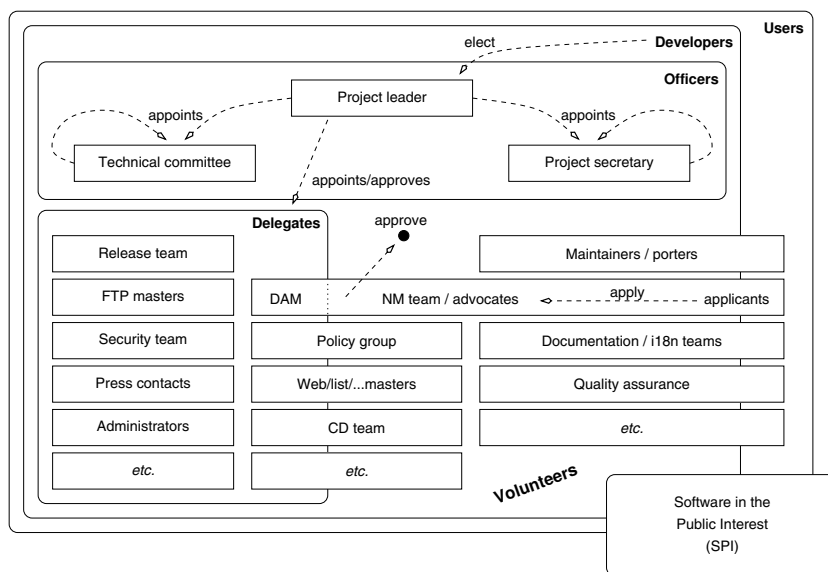 Users
elect
Developers
Officers
Project leader
appoints
appoints
Technical committee
Project secretary
appoints/approves
Delegates
approve
Release team
Maintainers / porters
FTP masters
DAM
NM team / advocates
apply
applicants
Security team
Policy group
Documentation / i18n teams
Press contacts
Web/list/...masters
Quality assurance
Administrators
CD team
etc.
etc.
etc.
Volunteers
Software in the
Public Interest
(SPI)